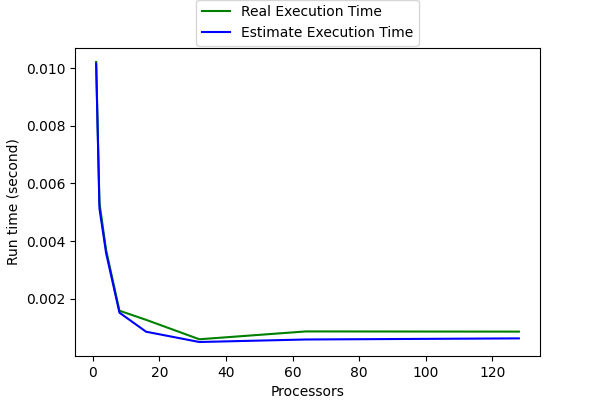 Real Execution Time
Estimate Execution Time
0.010
0.008
0.006
0.004
0.002
Run time (second)
0 20 40 60 80 100 120
Processors